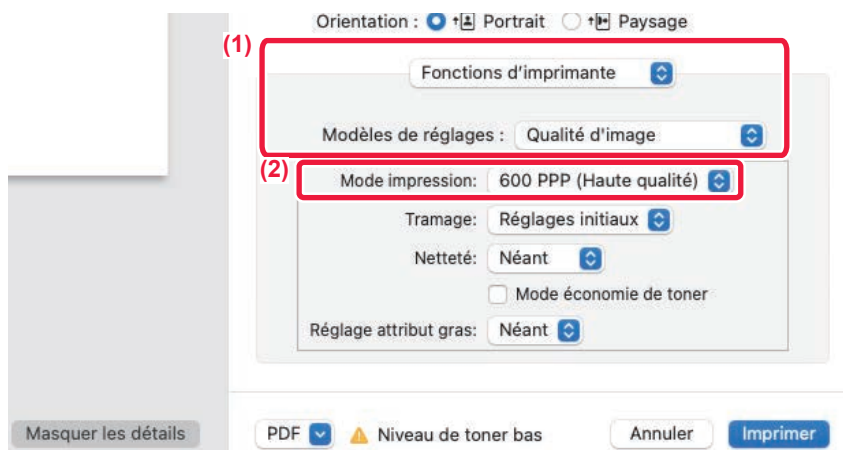 Orientation : Portrait Paysage
(1)
Fonctions d'imprimante
Modèles de réglages : Qualité d'image
(2)
Mode impression: 600 PPP (Haute qualité)
Tramage: Réglages initiaux
Netteté: Néant
Mode économie de toner
Réglage attribut gras: Néant
Masquer les détails PDF Niveau de toner bas Annuler Imprimer